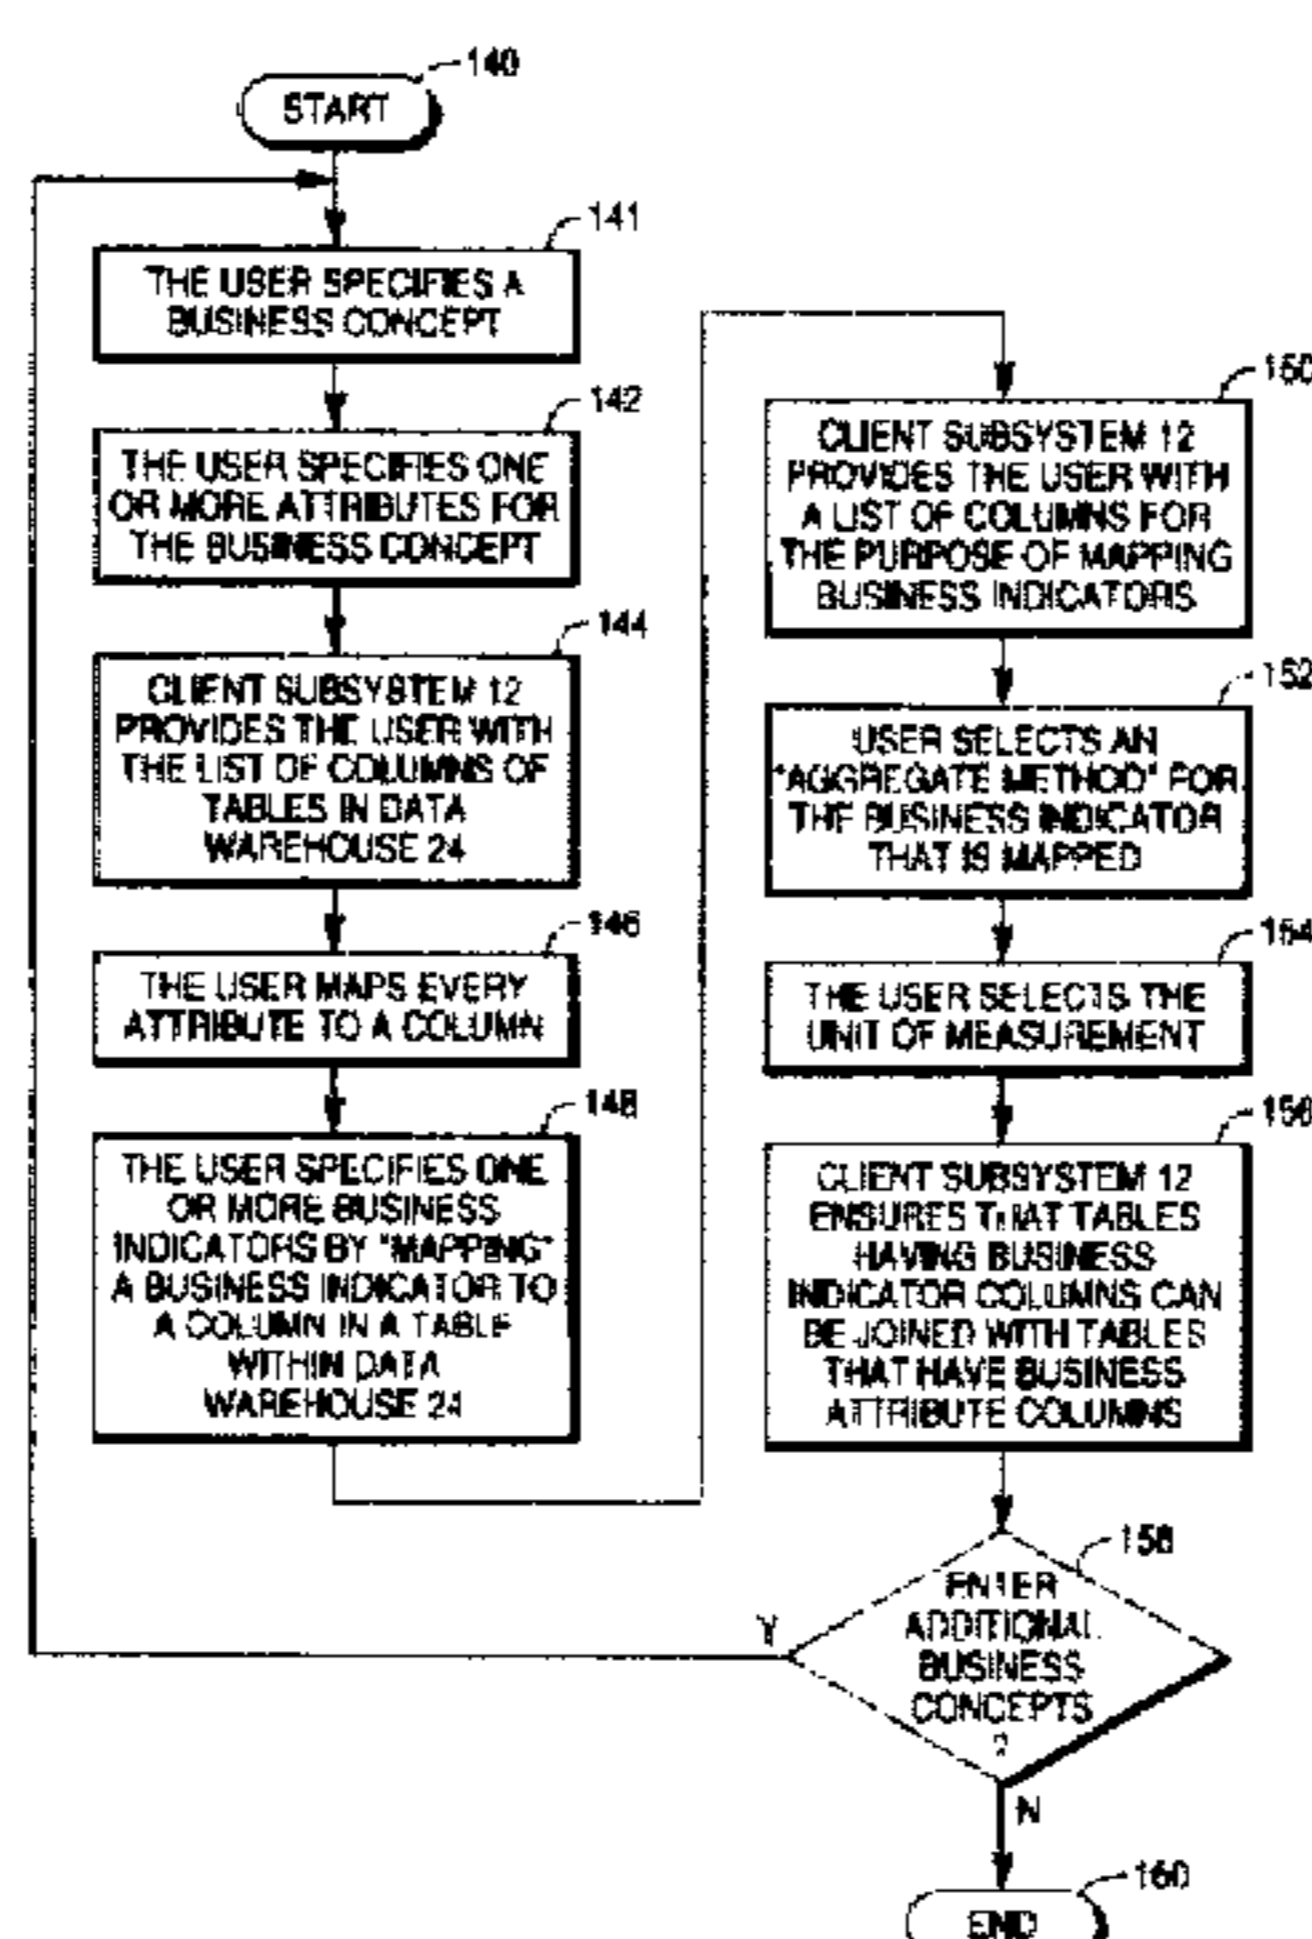 140
START
141
THE USER SPECIFIES A
BUSINESS CONCEPT
142
THE USER SPECIFIES ONE
OR MORE ATTRIBUTES FOR
THE BUSINESS CONCEPT
144
CLIENT SUBSYSTEM 12
PROVIDES THE USER WITH
THE LIST OF COLUMNS OF
TABLES IN DATA
WAREHOUSE 24
146
THE USER MAPS EVERY
ATTRIBUTE TO A COLUMN
148
THE USER SPECIFIES ONE
OR MORE BUSINESS
INDICATORS BY "MAPPING"
A BUSINESS INDICATOR TO
A COLUMN IN A TABLE
WITHIN DATA
WAREHOUSE 24
150
CLIENT SUBSYSTEM 12
PROVIDES THE USER WITH
A LIST OF COLUMNS FOR
THE PURPOSE OF MAPPING
BUSINESS INDICATORS
152
USER SELECTS AN
"AGGREGATE METHOD" FOR
THE BUSINESS INDICATOR
THAT IS MAPPED
154
THE USER SELECTS THE
UNIT OF MEASUREMENT
156
CLIENT SUBSYSTEM 12
ENSURES THAT TABLES
HAVING BUSINESS
INDICATOR COLUMNS CAN
BE JOINED WITH TABLES
THAT HAVE BUSINESS
ATTRIBUTE COLUMNS
158
ENTER
ADDITIONAL
BUSINESS
CONCEPTS
?
Y
N
160
END